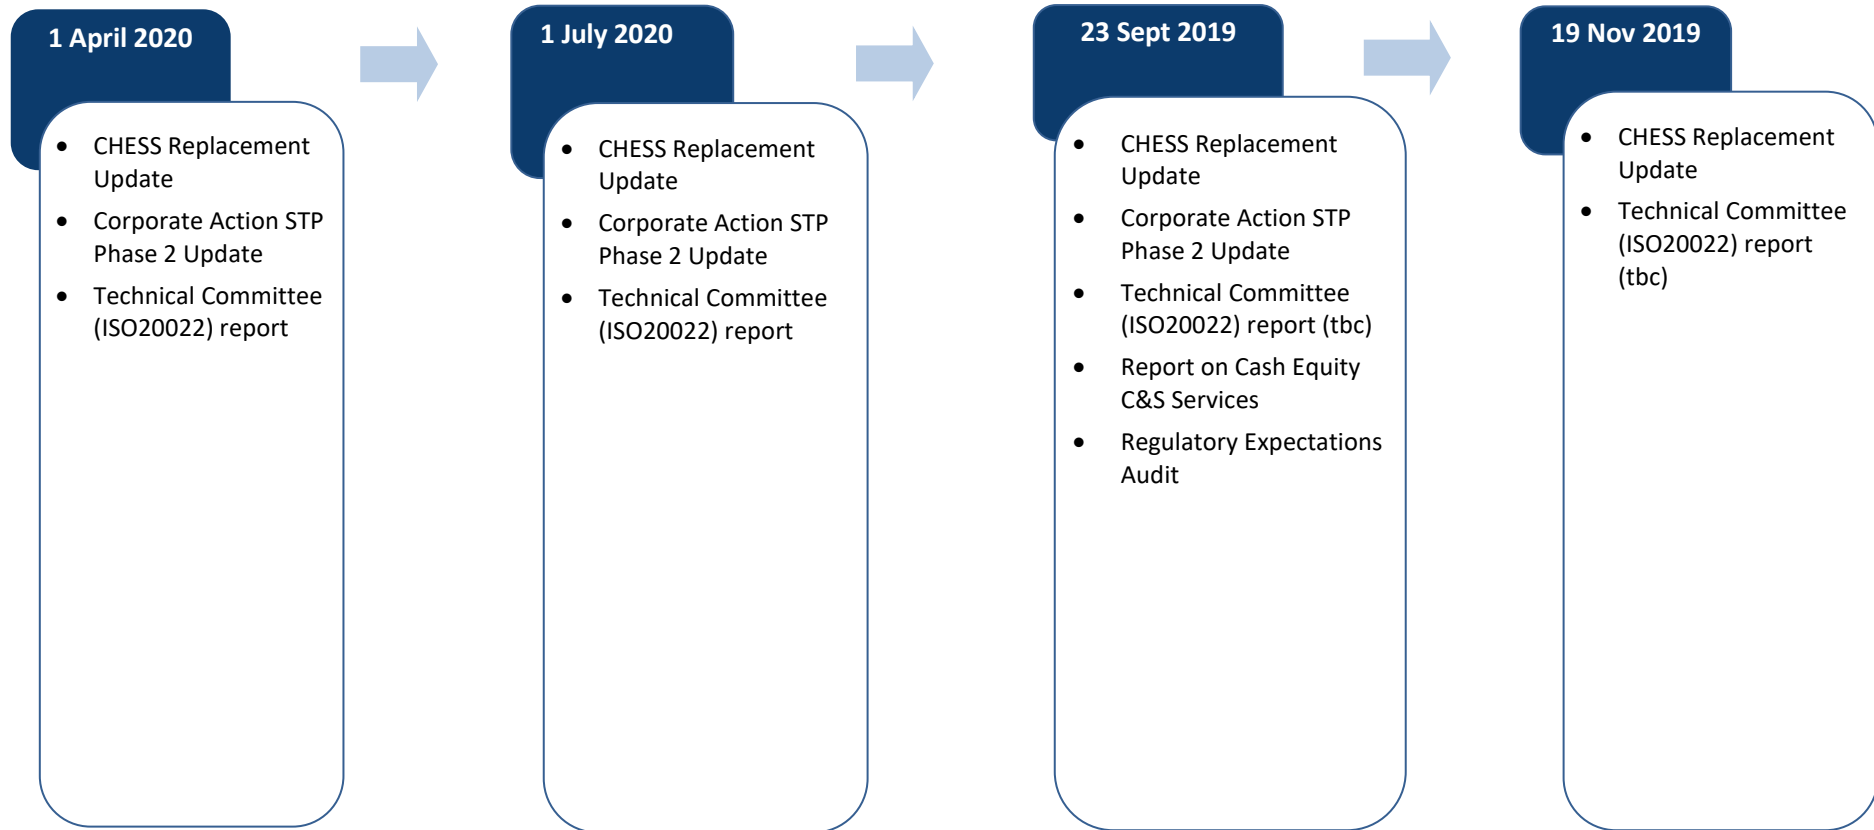 1 April 2020
• CHESS Replacement
Update
• Corporate Action STP
Phase 2 Update
• Technical Committee
(ISO20022) report
1 July 2020
• CHESS Replacement
Update
• Corporate Action STP
Phase 2 Update
• Technical Committee
(ISO20022) report
23 Sept 2019
• CHESS Replacement
Update
• Corporate Action STP
Phase 2 Update
• Technical Committee
(ISO20022) report (tbc)
• Report on Cash Equity
C&S Services
• Regulatory Expectations
Audit
19 Nov 2019
• CHESS Replacement
Update
• Technical Committee
(ISO20022) report
(tbc)